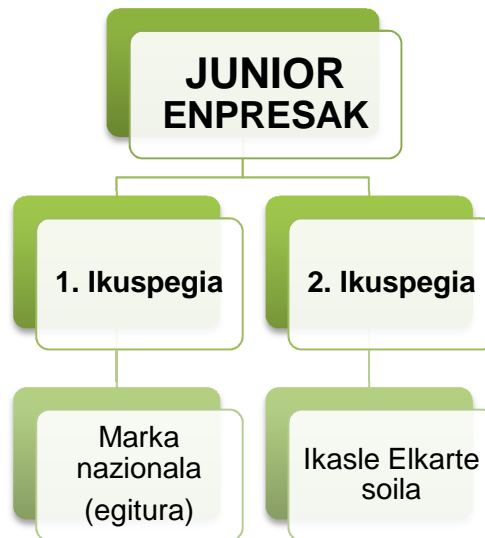 JUNIOR
ENPRESAK
1. Ikuspegia
2. Ikuspegia
Marka
nazionala
(egitura)
Ikasle Elkarte
soila